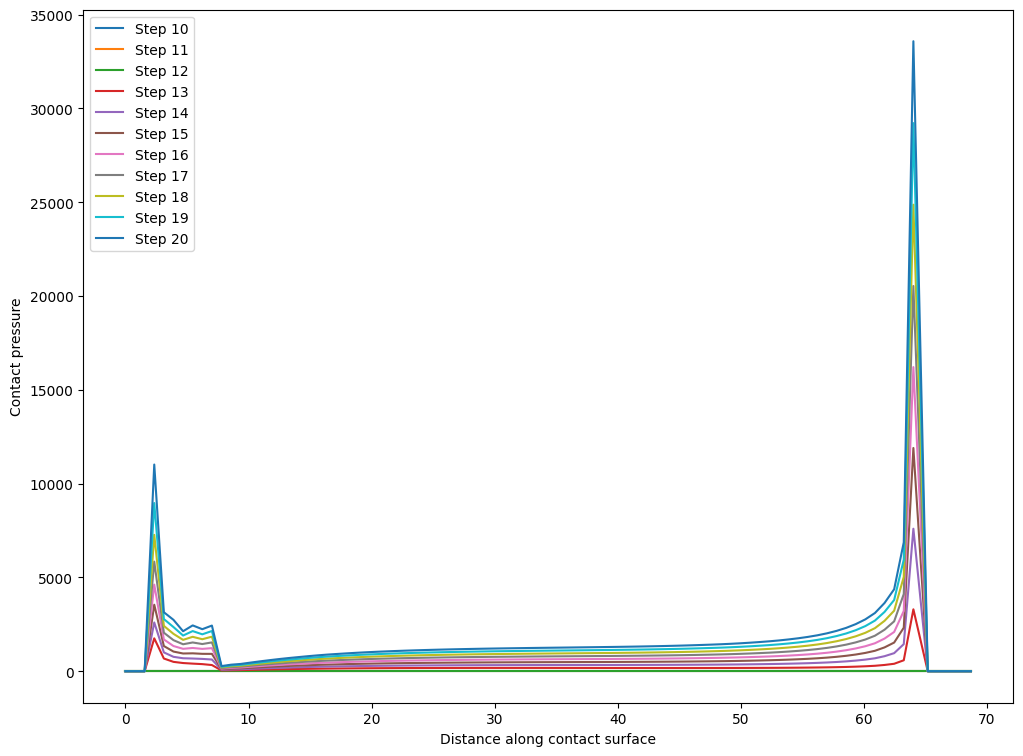 35000
30000
25000
20000
15000
10000
5000
0
Contact pressure
Step 10
Step 11
Step 12
Step 13
Step 14
Step 15
Step 16
Step 17
Step 18
Step 19
Step 20
0 10 20 30 40 50 60 70
Distance along contact surface